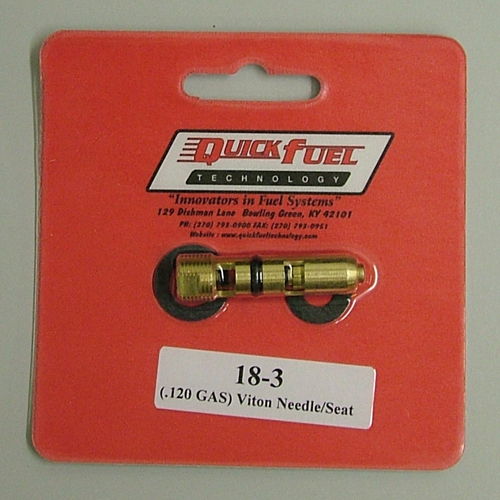 QUICK FUEL
TECHNOLOGY
"Innovators in Fuel Systems"
129 Dishman Lane Bowling Green, KY 42101
PH: (270) 793-0900 FAX: (270) 793-0951
Website : www.quickfueltechnology.com
18-3
(.120 GAS) Viton Needle/Seat